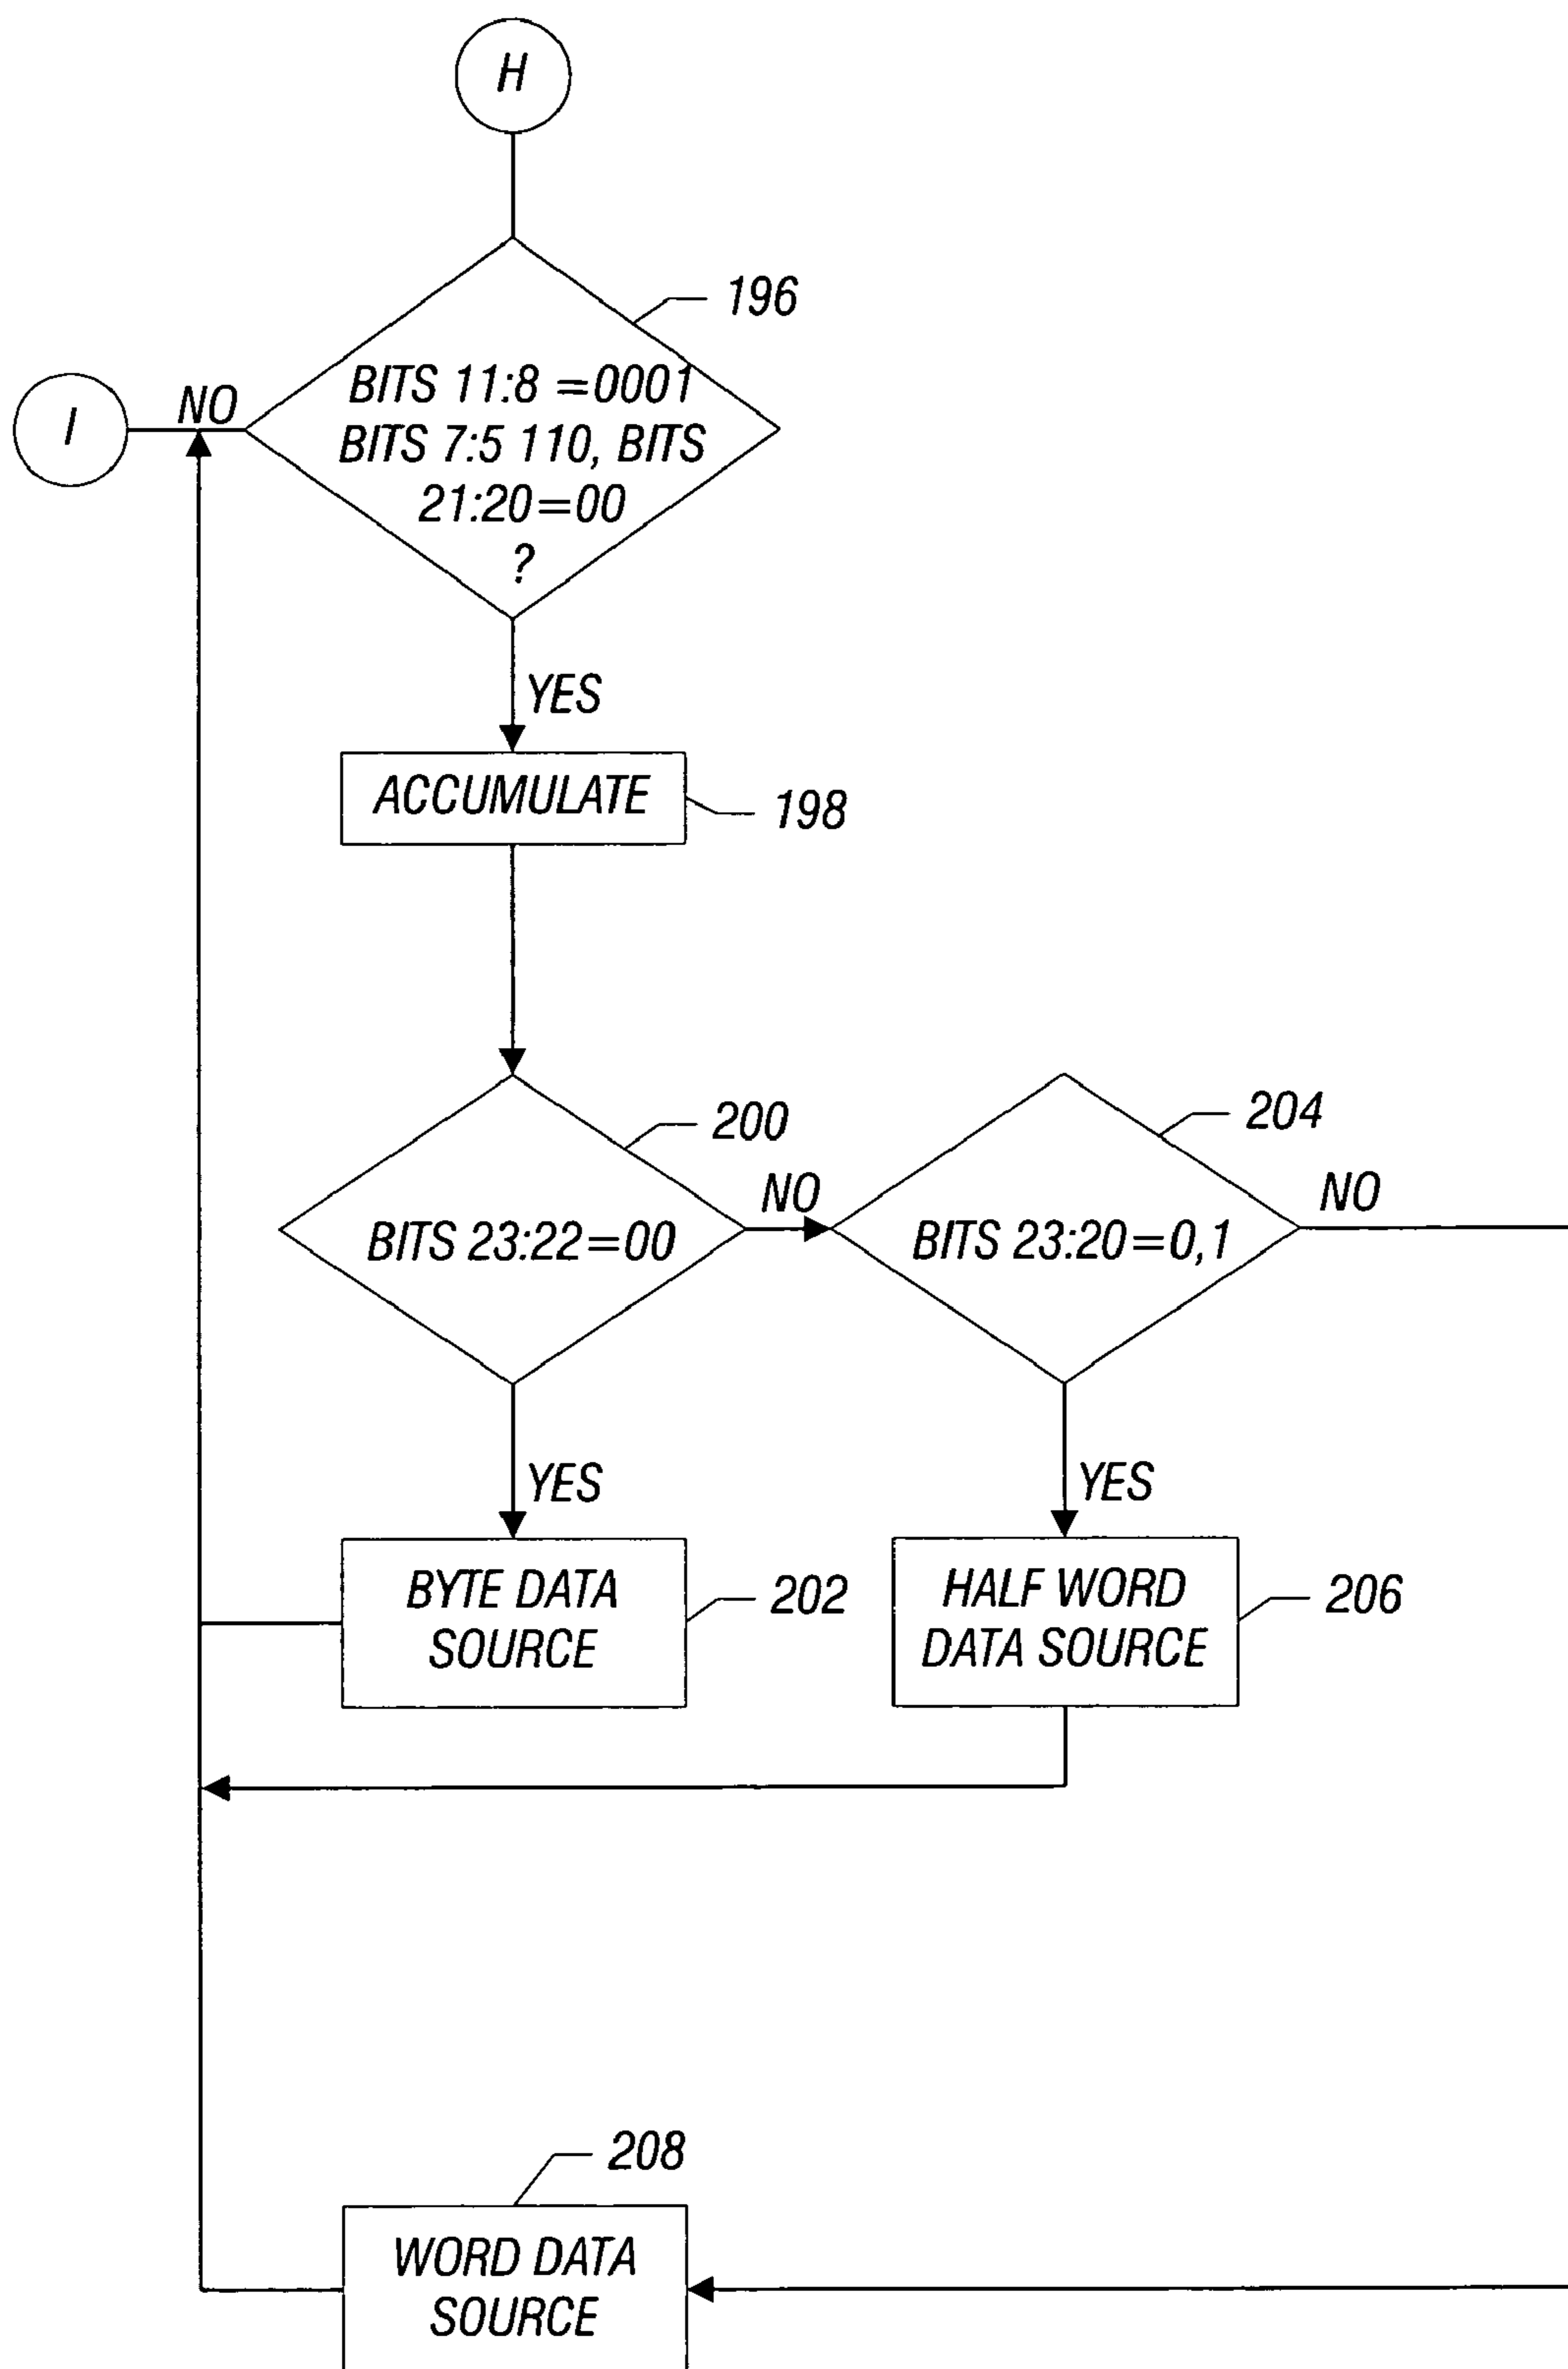 H
196
I
NO
BITS 11:8 =0001
BITS 7:5 110, BITS
21:20=00
?
YES
ACCUMULATE
198
200
204
NO
NO
BITS 23:22=00
BITS 23:20=0,1
YES
YES
BYTE DATA
SOURCE
202
HALF WORD
DATA SOURCE
206
208
WORD DATA
SOURCE